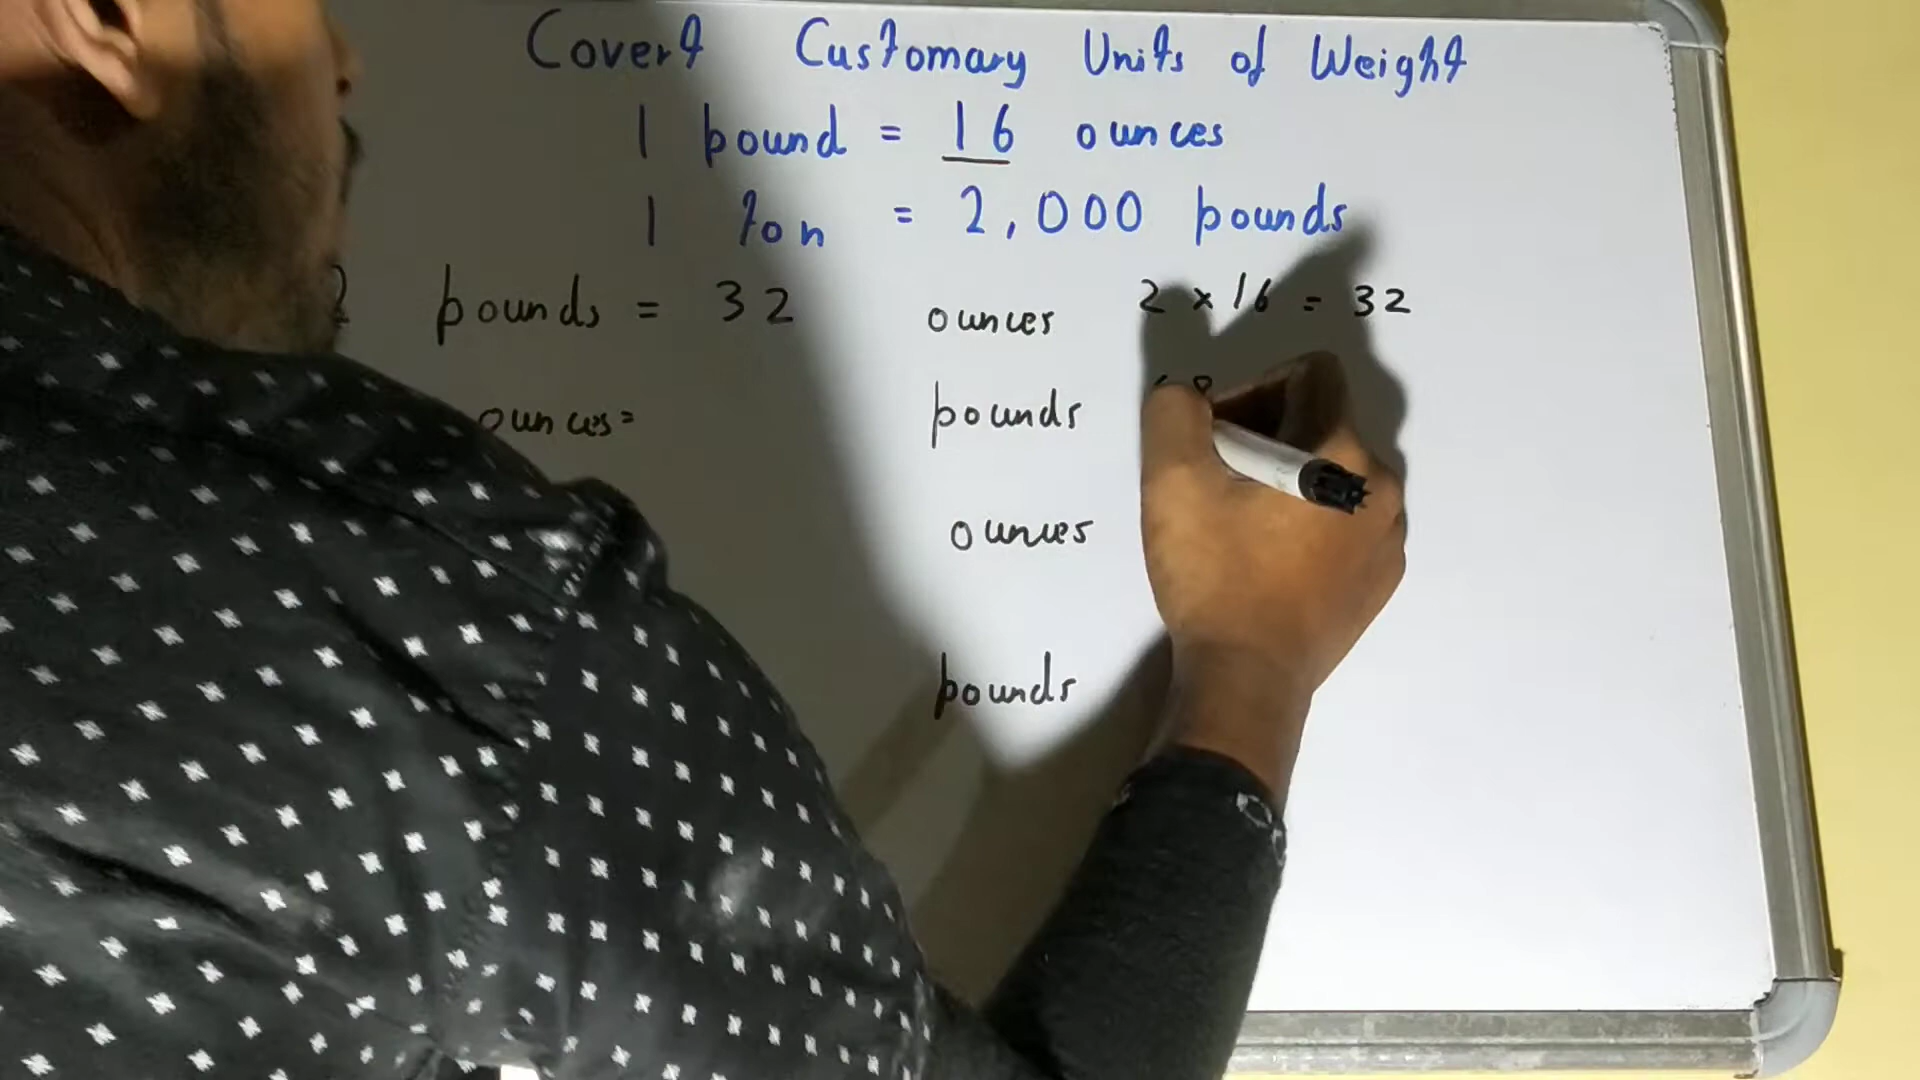 Covert Customary Units of Weight
1 pound = 16 ounces
1 ton = 2,000 pounds
2 pounds = 32 ounces 2 x 16 = 32
ounces= pounds
ounces
pounds